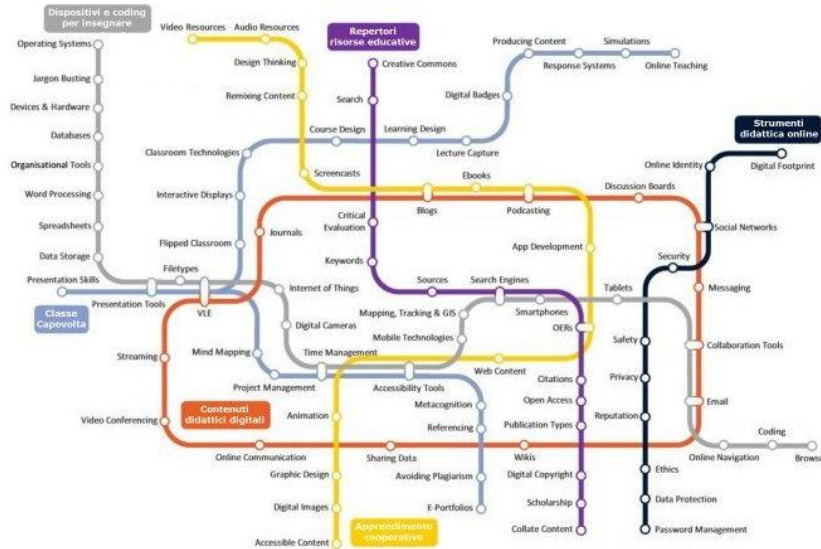 Dispositivi e coding
per insegnare
Operating Systems
Jargon Busting
Devices & Hardware
Databases
Organisational Tools
Word Processing
Spreadsheets
Data Storage
Presentation Skills
Filetypes
Presentation Tools
VLE
Classe
Capovolta
Video Resources
Audio Resources
Design Thinking
Remixing Content
Screencasts
Classroom Technologies
Interactive Displays
Flipped Classroom
Journals
Repertori
risorse educative
Creative Commons
Search
Course Design
Learning Design
Lecture Capture
Digital Badges
Producing Content
Response Systems
Simulations
Online Teaching
Strumenti
didattica online
Online Identity
Digital Footprint
Ebooks
Blogs
Podcasting
Discussion Boards
Social Networks
Critical
Evaluation
Keywords
App Development
Security
Sources
Search Engines
Internet of Things
Digital Cameras
Mapping, Tracking & GIS
Mobile Technologies
Smartphones
Tablets
OERs
Messaging
Streaming
Mind Mapping
Time Management
Project Management
Accessibility Tools
Web Content
Safety
Collaboration Tools
Video Conferencing
Contenuti
didattici digitali
Animation
Metacognition
Referencing
Citations
Open Access
Publication Types
Privacy
Reputation
Email
Online Communication
Sharing Data
Wikis
Online Navigation
Coding
Browse
Graphic Design
Digital Images
Accessible Content
Apprendimento
cooperativo
Avoiding Plagiarism
E-Portfolios
Digital Copyright
Scholarship
Collate Content
Ethics
Data Protection
Password Management